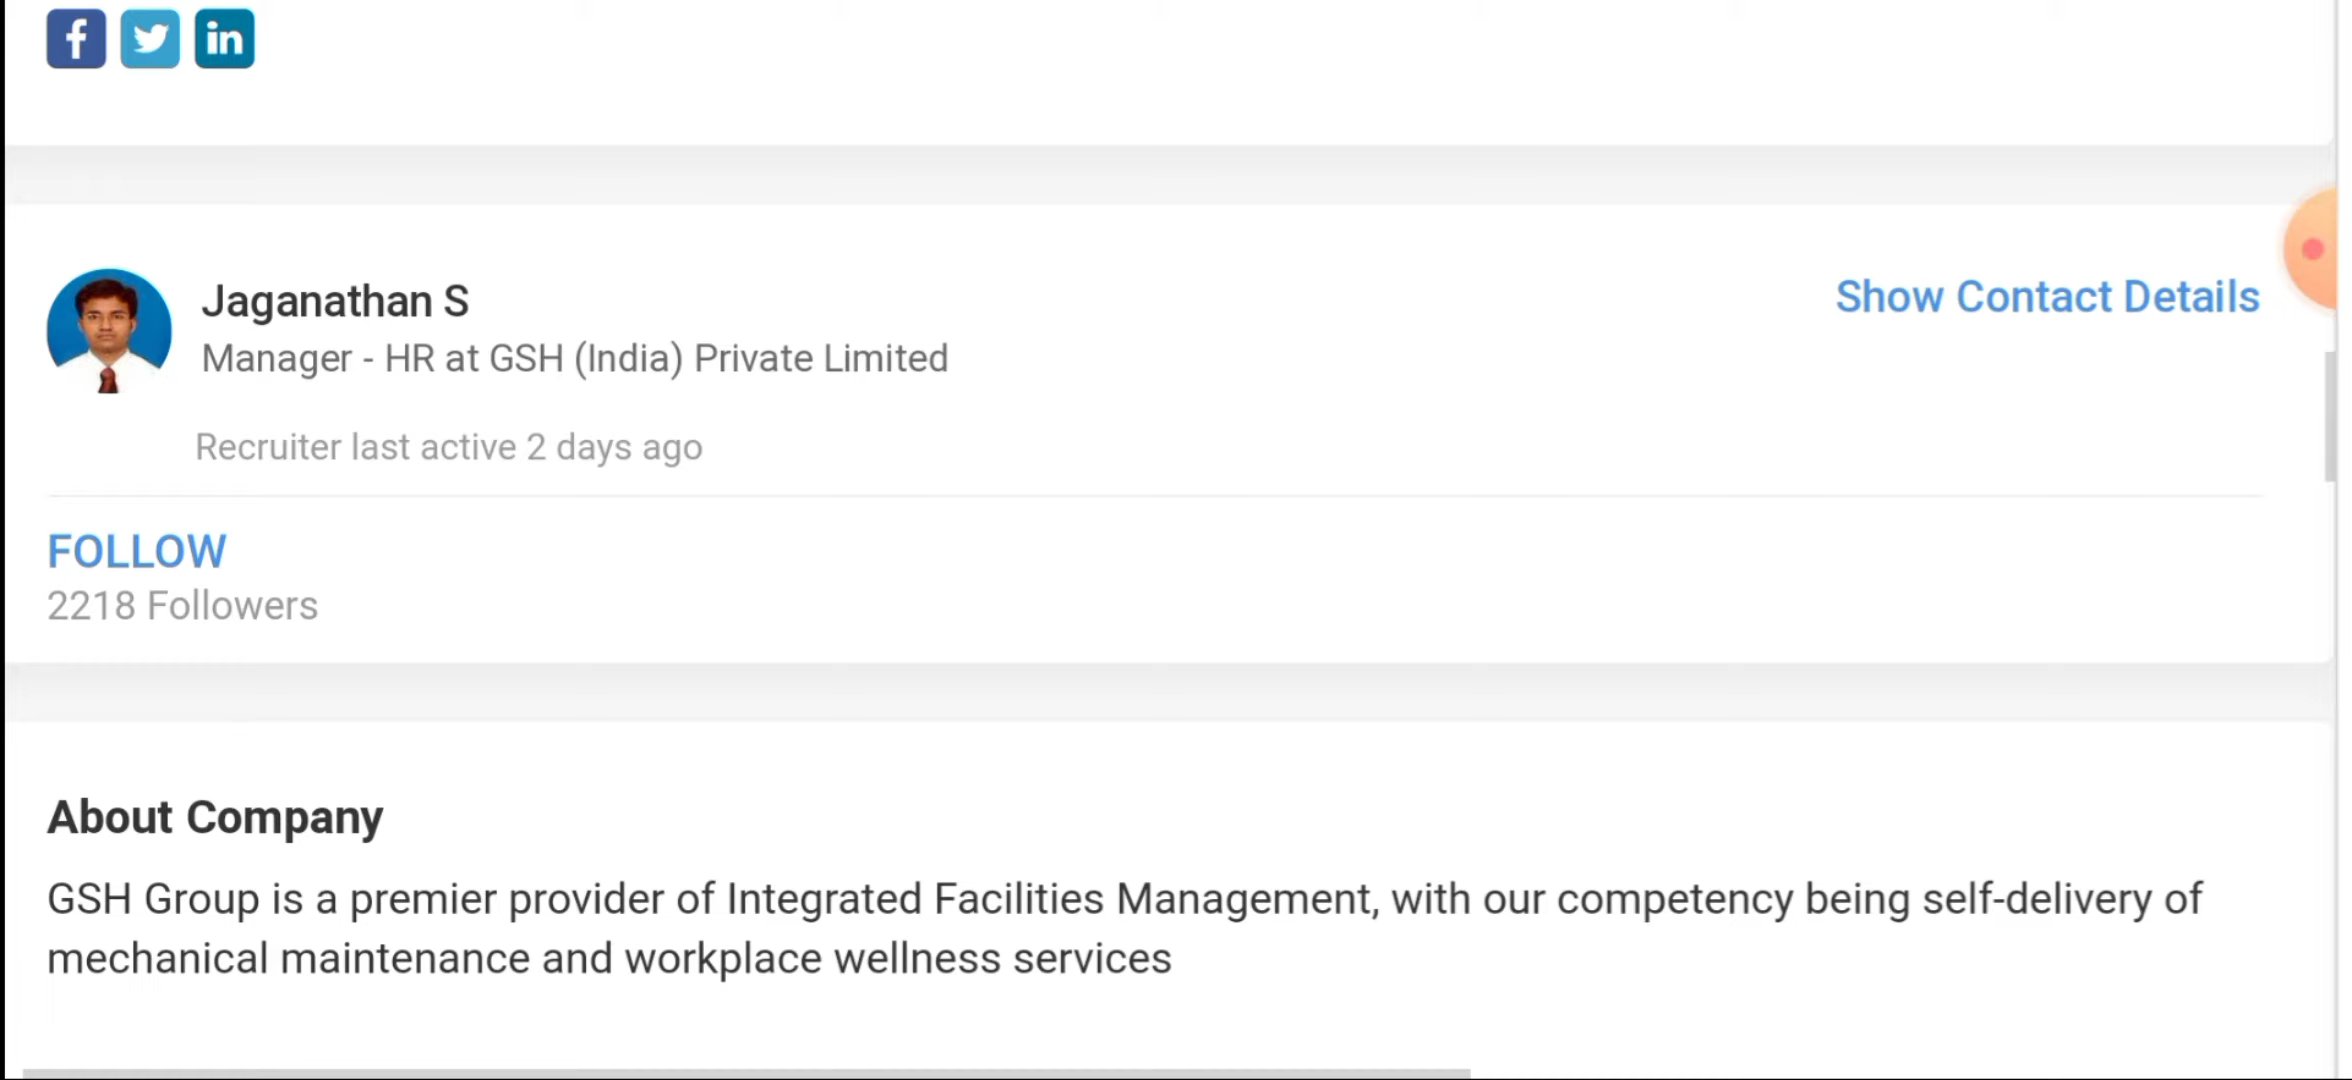 f in
Jaganathan S
Show Contact Details
Manager - HR at GSH (India) Private Limited
Recruiter last active 2 days ago
FOLLOW
2218 Followers
About Company
GSH Group is a premier provider of Integrated Facilities Management, with our competency being self-delivery of
mechanical maintenance and workplace wellness services